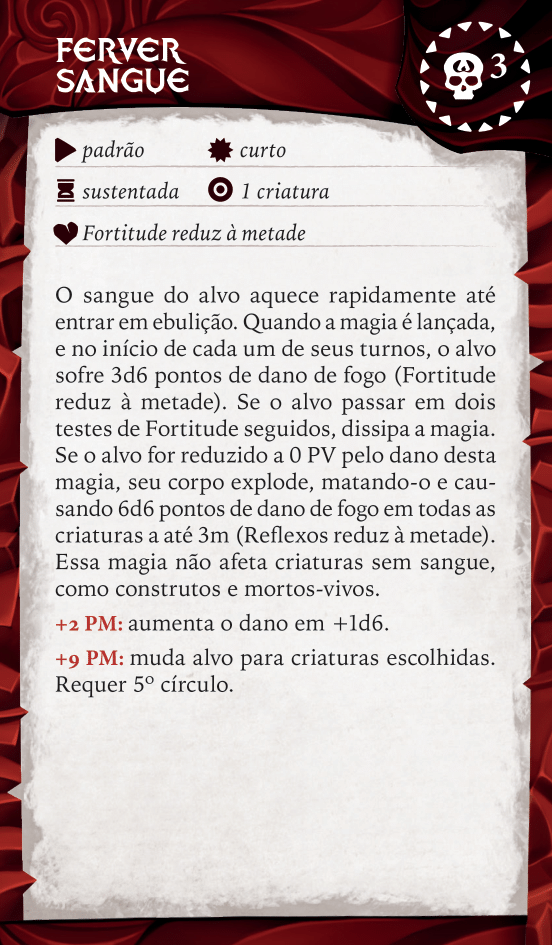 FERVER
SANGUE
3
padrão
curto
sustentada
1 criatura
Fortitude reduz à metade
O sangue do alvo aquece rapidamente até
entrar em ebulição. Quando a magia é lançada,
e no início de cada um de seus turnos, o alvo
sofre 3d6 pontos de dano de fogo (Fortitude
reduz à metade). Se o alvo passar em dois
testes de Fortitude seguidos, dissipa a magia.
Se o alvo for reduzido a 0 PV pelo dano desta
magia, seu corpo explode, matando-o e cau-
sando 6d6 pontos de dano de fogo em todas as
criaturas a até 3m (Reflexos reduz à metade).
Essa magia não afeta criaturas sem sangue,
como construtos e mortos-vivos.
+2 PM: aumenta o dano em +1d6.
+9 PM: muda alvo para criaturas escolhidas.
Requer 5º círculo.